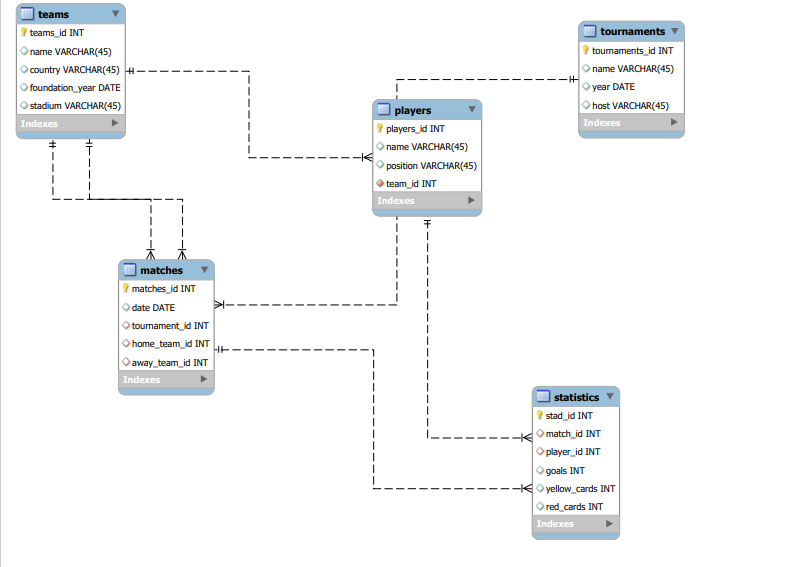 teams
teams_id INT
name VARCHAR(45)
country VARCHAR(45)
foundation_year DATE
stadium VARCHAR(45)
Indexes
tournaments
tournaments_id INT
name VARCHAR(45)
year DATE
host VARCHAR(45)
Indexes
players
players_id INT
name VARCHAR(45)
position VARCHAR(45)
team_id INT
Indexes
matches
matches_id INT
date DATE
tournament_id INT
home_team_id INT
away_team_id INT
Indexes
statistics
stad_id INT
match_id INT
player_id INT
goals INT
yellow_cards INT
red_cards INT
Indexes